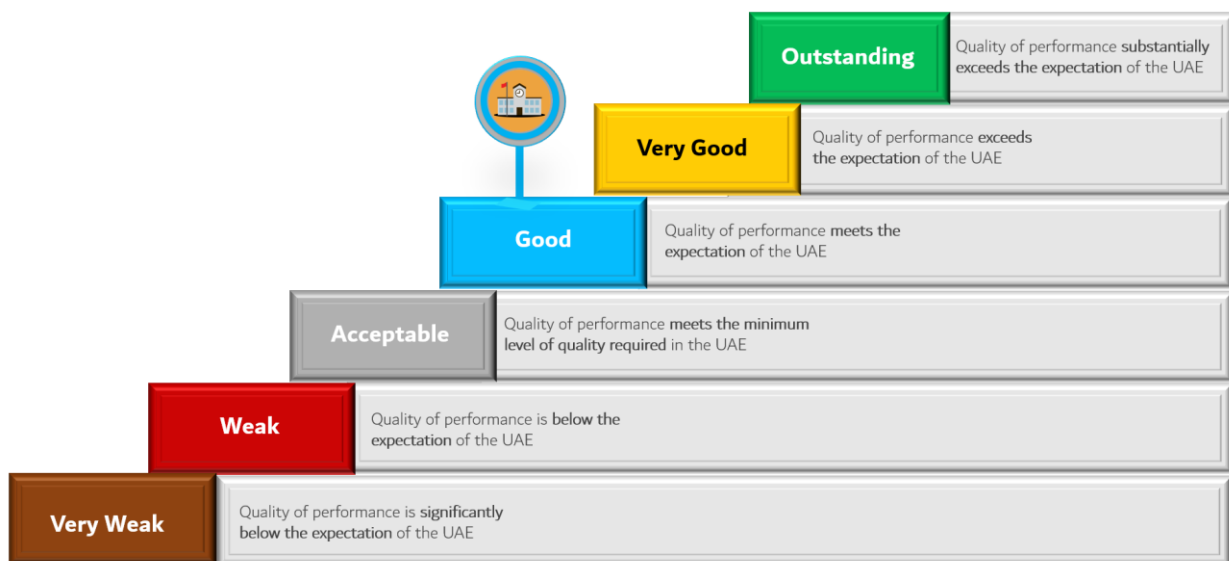 Outstanding
Quality of performance substantially
exceeds the expectation of the UAE
Very Good
Quality of performance exceeds
the expectation of the UAE
Good
Quality of performance meets the
expectation of the UAE
Acceptable
Quality of performance meets the minimum
level of quality required in the UAE
Weak
Quality of performance is below the
expectation of the UAE
Very Weak
Quality of performance is significantly
below the expectation of the UAE